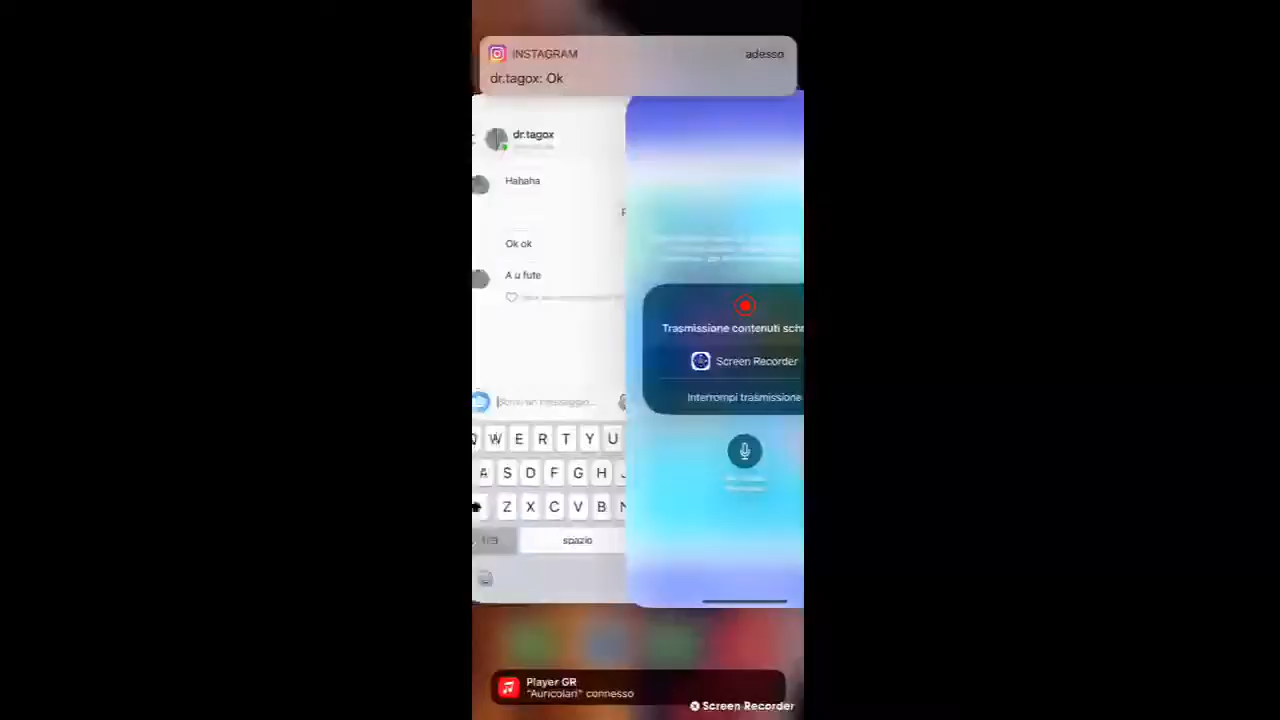 INSTAGRAM
adesso
dr.tagox: Ok
dr.tagox
Hahaha
Ok ok
A u fute
Scrivi un messaggio...
W E R T Y U
A S D F G H
Z X C V B
123
spazio
Trasmissione contenuti sch
Screen Recorder
Interrompi trasmissione
Player GR
"Auricolari" connesso
Screen Recorder